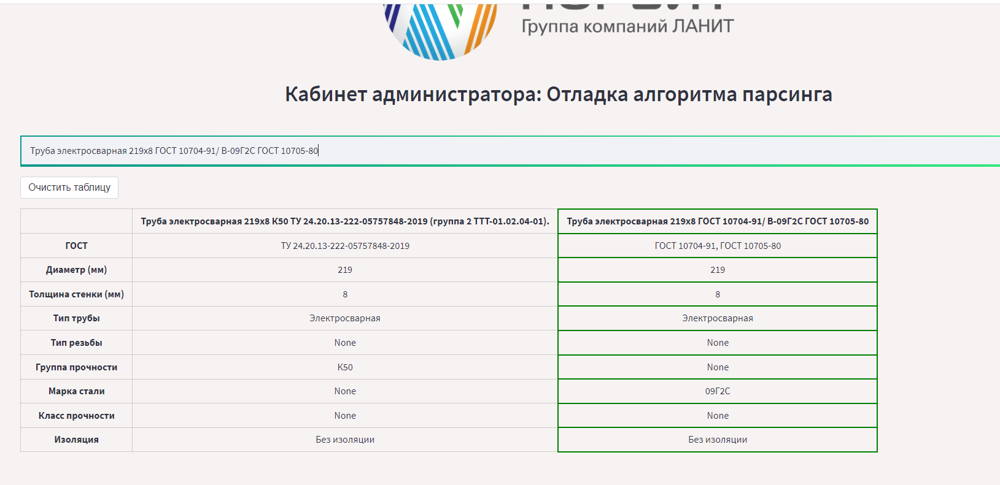 Группа компаний ЛАНИТ
Кабинет администратора: Отладка алгоритма парсинга
Труба электросварная 219x8 ГОСТ 10704-91/ В-09Г2С ГОСТ 10705-80
Очистить таблицу
Труба электросварная 219x8 К50 ТУ 24.20.13-222-05757848-2019 (группа 2 ТТТ-01.02.04-01). Труба электросварная 219x8 ГОСТ 10704-91/ В-09Г2С ГОСТ 10705-80
ГОСТ ТУ 24.20.13-222-05757848-2019 ГОСТ 10704-91, ГОСТ 10705-80
Диаметр (мм) 219 219
Толщина стенки (мм) 8 8
Тип трубы Электросварная Электросварная
Тип резьбы None None
Группа прочности К50 None
Марка стали None 09Г2С
Класс прочности None None
Изоляция Без изоляции Без изоляции